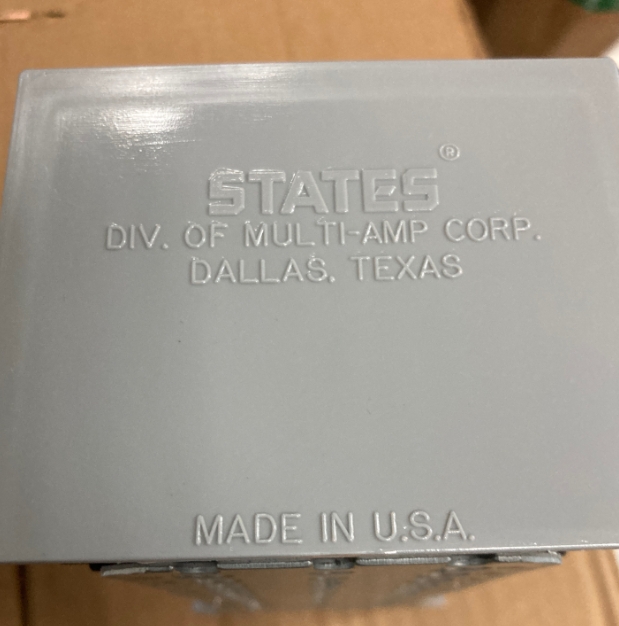 STATES®
DIV. OF MULTI-AMP CORP.
DALLAS, TEXAS
MADE IN U.S.A.